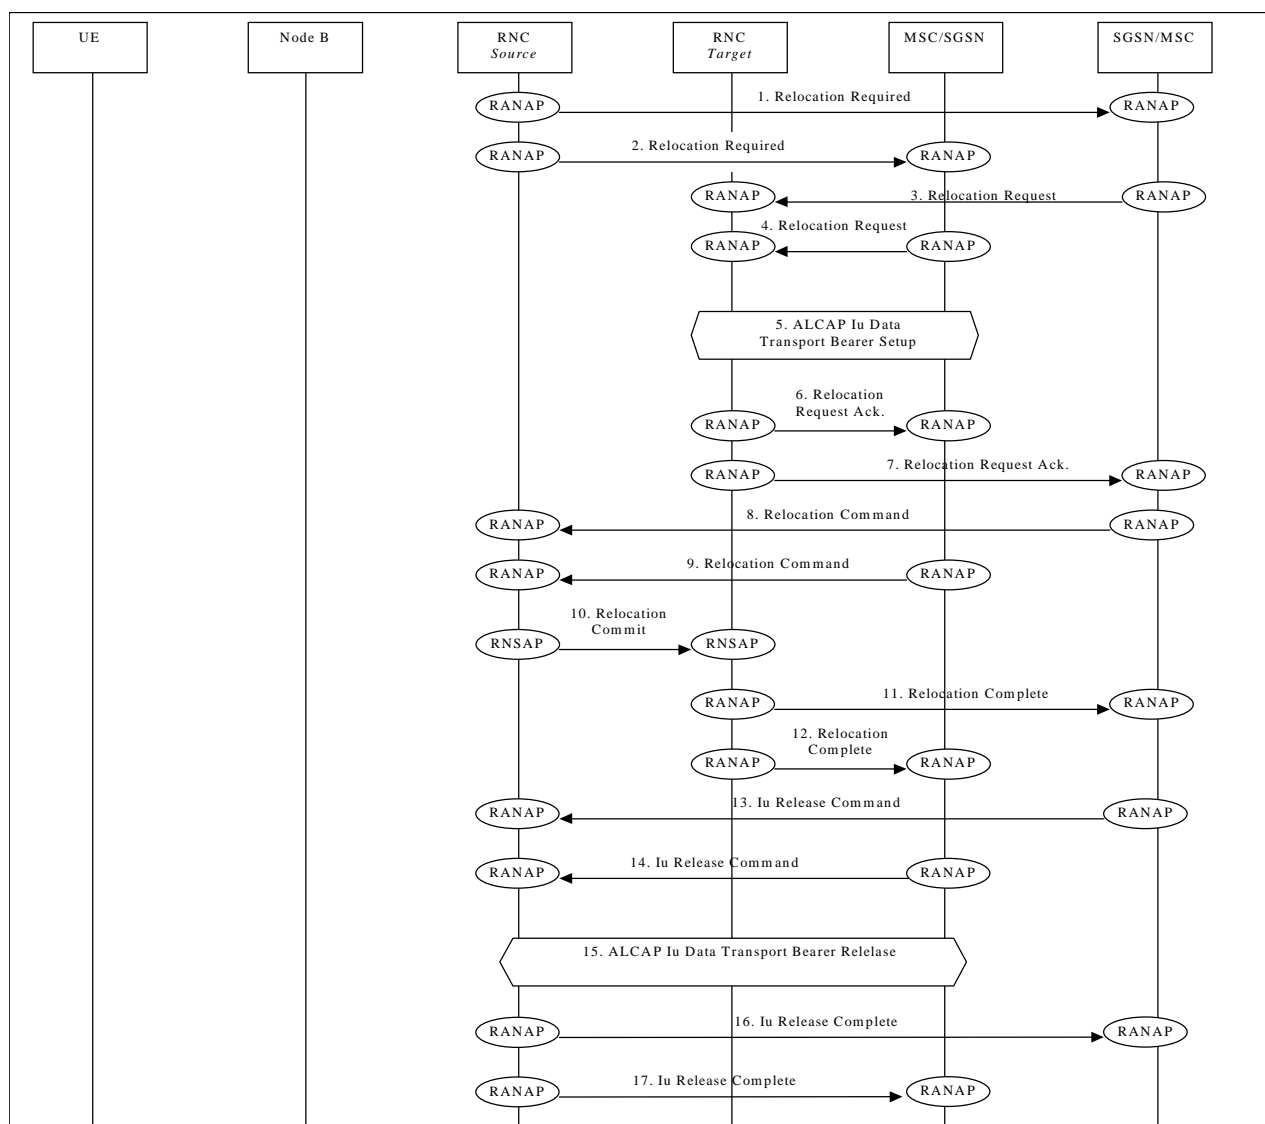 UE
Node B
RNC
Source
RNC
Target
MSC/SGSN
SGSN/MSC
RANAP
1. Relocation Required
RANAP
RANAP
2. Relocation Required
RANAP
RANAP
3. Relocation Request
RANAP
RANAP
4. Relocation Request
RANAP
5. ALCAP Iu Data
Transport Bearer Setup
RANAP
6. Relocation
Request Ack.
RANAP
RANAP
7. Relocation Request Ack.
RANAP
RANAP
8. Relocation Command
RANAP
RANAP
9. Relocation Command
RANAP
RNSAP
10. Relocation
Commit
RNSAP
RANAP
11. Relocation Complete
RANAP
RANAP
12. Relocation
Complete
RANAP
RANAP
13. Iu Release Command
RANAP
RANAP
14. Iu Release Command
RANAP
15. ALCAP Iu Data Transport Bearer Relelase
RANAP
16. Iu Release Complete
RANAP
RANAP
17. Iu Release Complete
RANAP